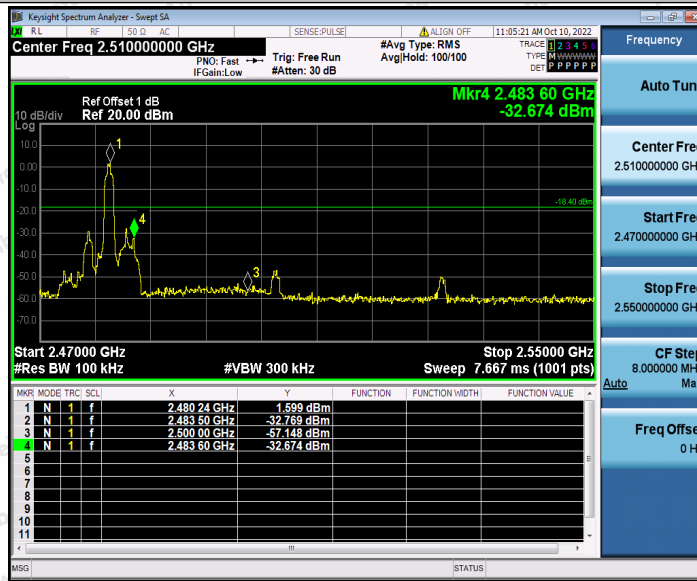 Keysight Spectrum Analyzer - Swept SA
RL RF 50 Ω AC SENSE:PULSE ALIGN OFF 11:05:21 AM Oct 10, 2022
Center Freq 2.510000000 GHz
PNO: Fast
IFGain:Low
Trig: Free Run
#Atten: 30 dB
#Avg Type: RMS
Avg|Hold: 100/100
TRACE 1 2 3 4 5 6
TYPE M W W W W W
DET P P P P P P
Mkr4 2.483 60 GHz
-32.674 dBm
Ref Offset 1 dB
10 dB/div Ref 20.00 dBm
Log
10.0
0.00
-10.0
-20.0
-30.0
-40.0
-50.0
-60.0
-70.0
1
4
3
-18.40 dBm
Start 2.47000 GHz Stop 2.55000 GHz
#Res BW 100 kHz #VBW 300 kHz Sweep 7.667 ms (1001 pts)
MKR MODE TRC SCL X Y FUNCTION FUNCTION WIDTH FUNCTION VALUE
1 N 1 f 2.480 24 GHz 1.599 dBm
2 N 1 f 2.483 50 GHz -32.769 dBm
3 N 1 f 2.500 00 GHz -57.148 dBm
4 N 1 f 2.483 60 GHz -32.674 dBm
5
6
7
8
9
10
11
MSG STATUS
Frequency
Auto Tun
Center Fre
2.510000000 GH
Start Fre
2.470000000 GH
Stop Fre
2.550000000 GH
CF Step
8.000000 MH
Auto Ma
Freq Offse
0 H